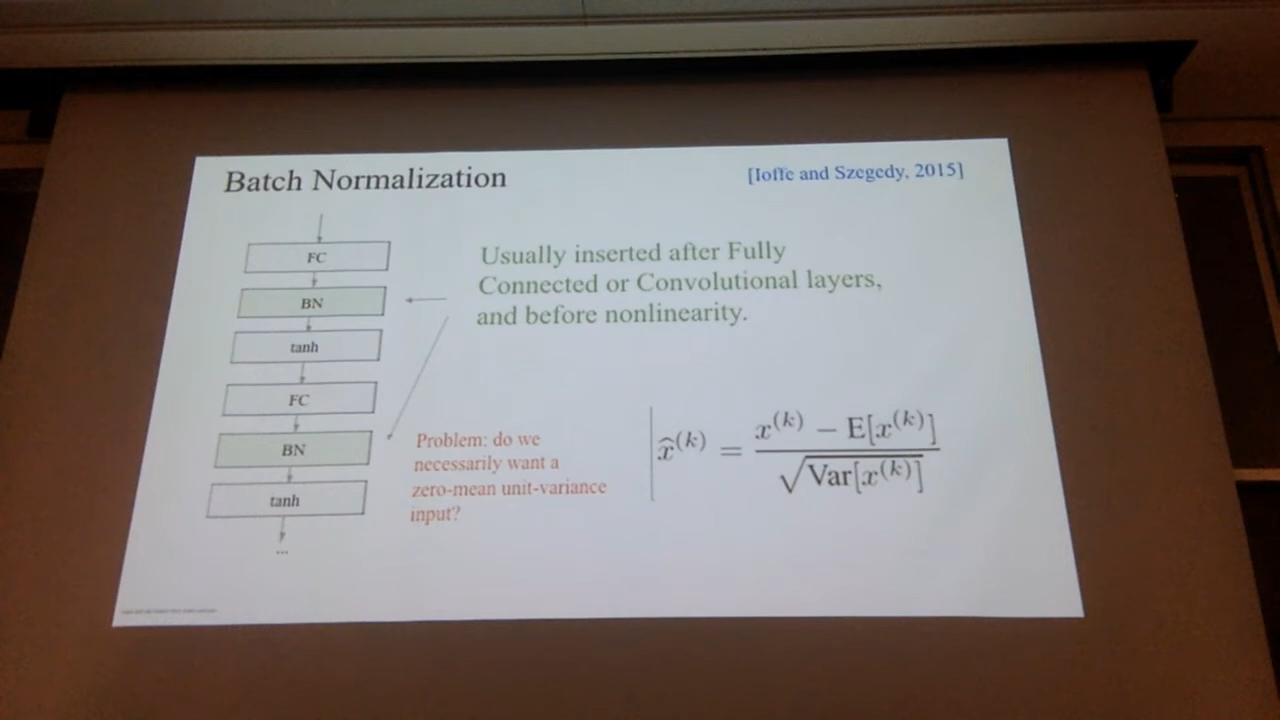 Batch Normalization
[Ioffe and Szegedy, 2015]
FC
BN
tanh
FC
BN
tanh
...
Usually inserted after Fully
Connected or Convolutional layers,
and before nonlinearity.
Problem: do we
necessarily want a
zero-mean unit-variance
input?
x̂^(k) = (x^(k) − E[x^(k)]) / √Var[x^(k)]